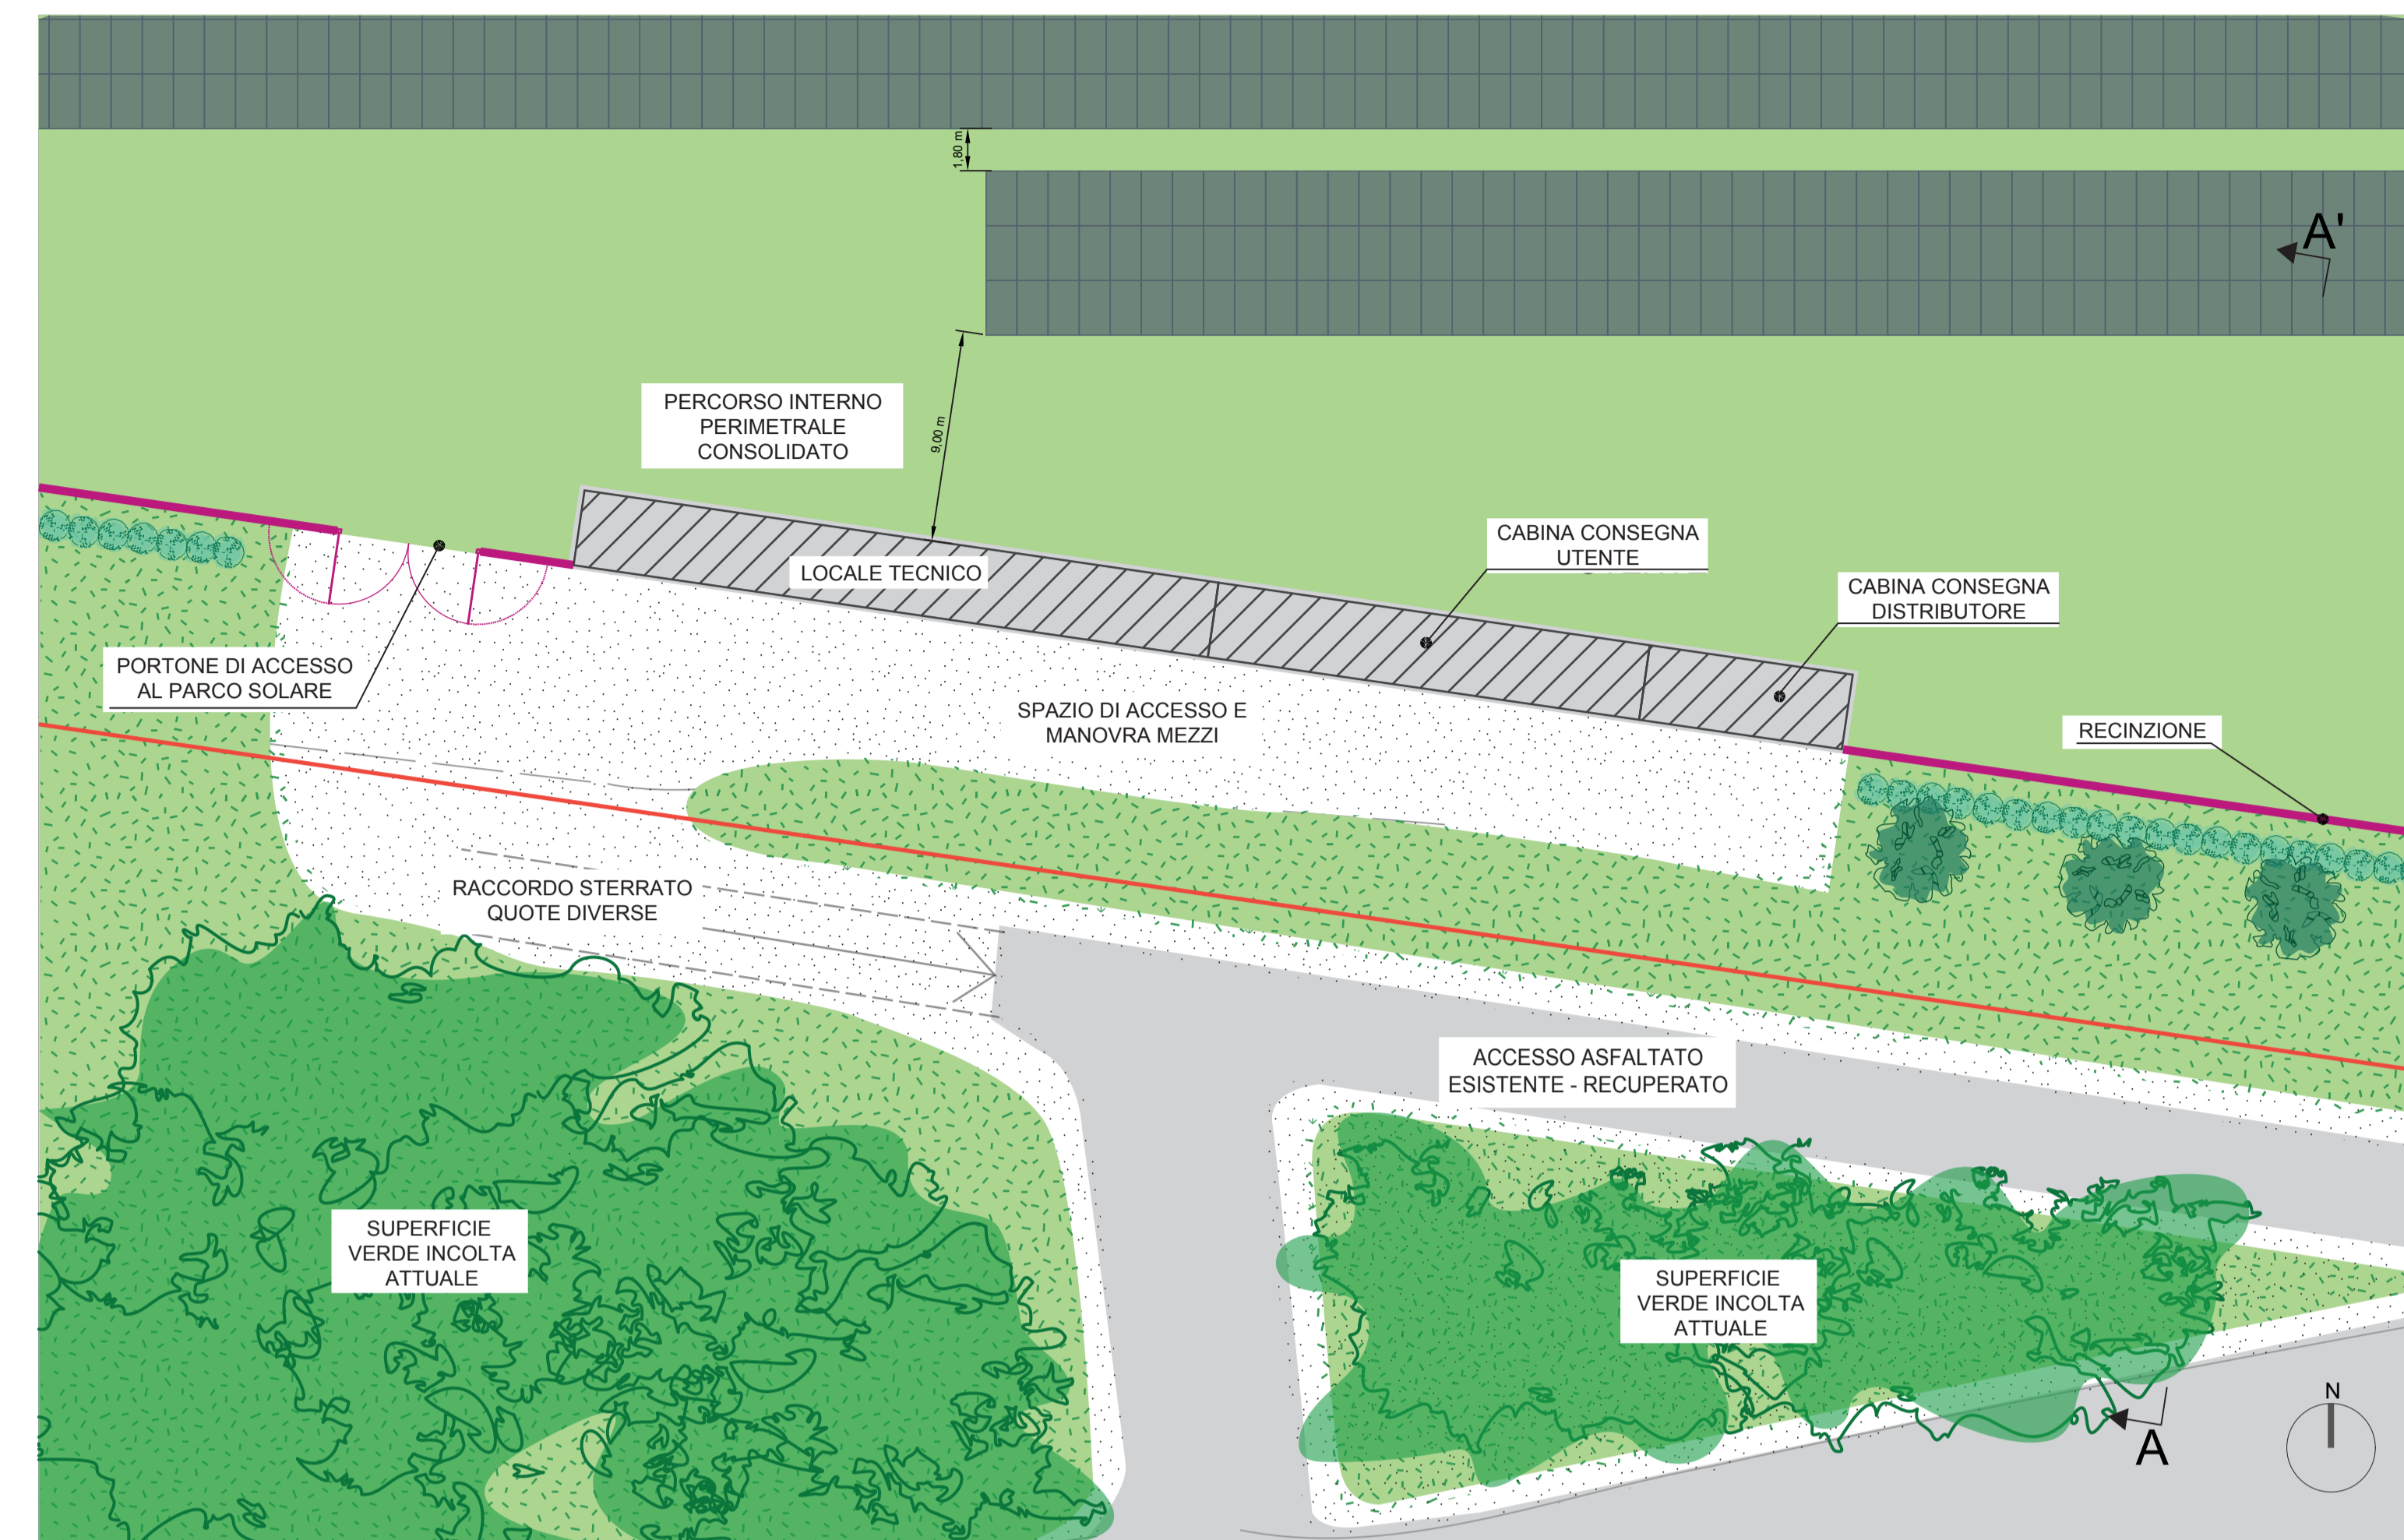 1,80 m
A'
PERCORSO INTERNO
PERIMETRALE
CONSOLIDATO
9,00 m
CABINA CONSEGNA
UTENTE
LOCALE TECNICO
CABINA CONSEGNA
DISTRIBUTORE
PORTONE DI ACCESSO
AL PARCO SOLARE
SPAZIO DI ACCESSO E
MANOVRA MEZZI
RECINZIONE
RACCORDO STERRATO
QUOTE DIVERSE
ACCESSO ASFALTATO
ESISTENTE - RECUPERATO
SUPERFICIE
VERDE INCOLTA
ATTUALE
SUPERFICIE
VERDE INCOLTA
ATTUALE
N
A